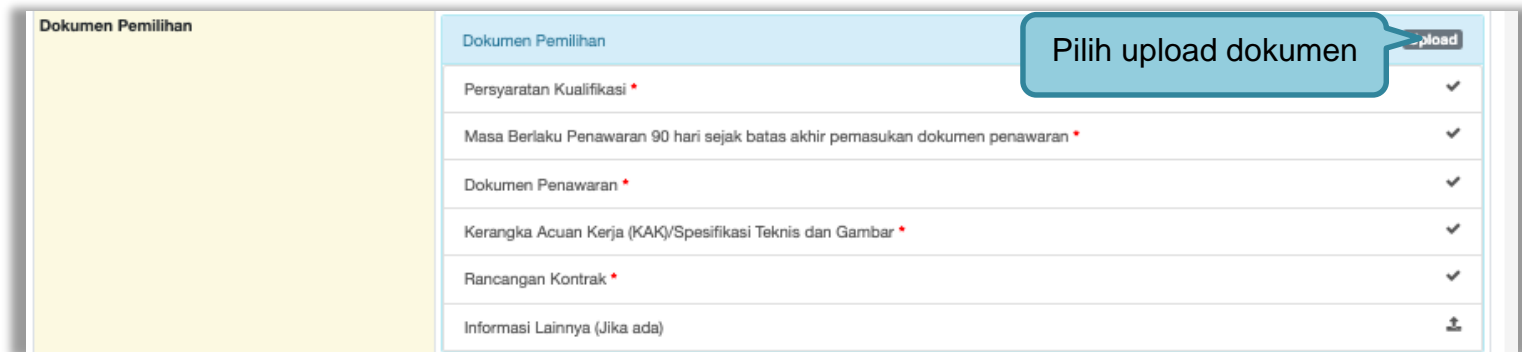 Dokumen Pemilihan
Dokumen Pemilihan
Pilih upload dokumen
Upload
Persyaratan Kualifikasi *
Masa Berlaku Penawaran 90 hari sejak batas akhir pemasukan dokumen penawaran *
Dokumen Penawaran *
Kerangka Acuan Kerja (KAK)/Spesifikasi Teknis dan Gambar *
Rancangan Kontrak *
Informasi Lainnya (Jika ada)